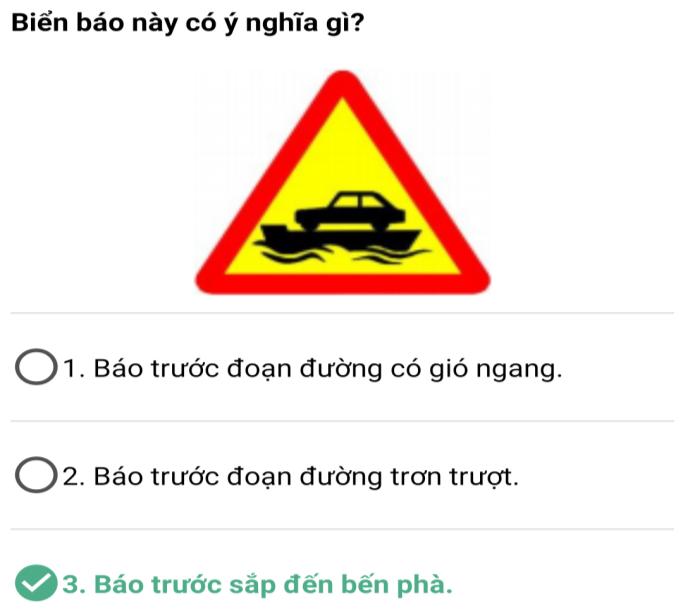 Biển báo này có ý nghĩa gì?
1. Báo trước đoạn đường có gió ngang.
2. Báo trước đoạn đường trơn trượt.
3. Báo trước sắp đến bến phà.